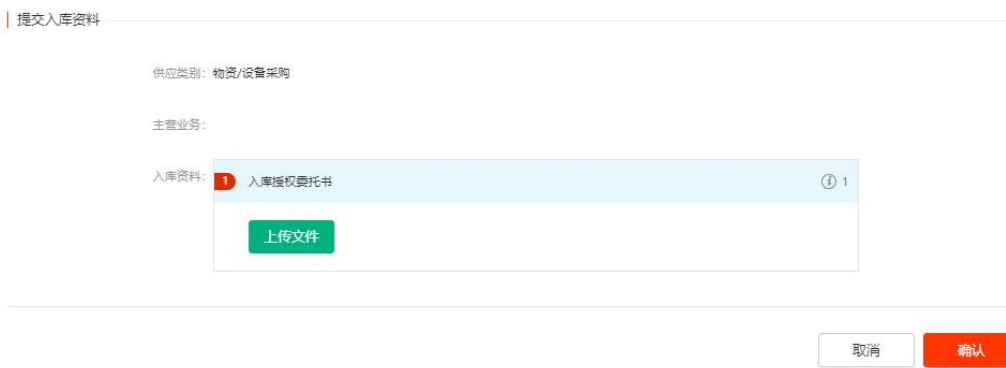 提交入库资料
供应类别：物资/设备采购
主营业务：
入库资料：
1 入库授权委托书 i 1
上传文件
取消 确认